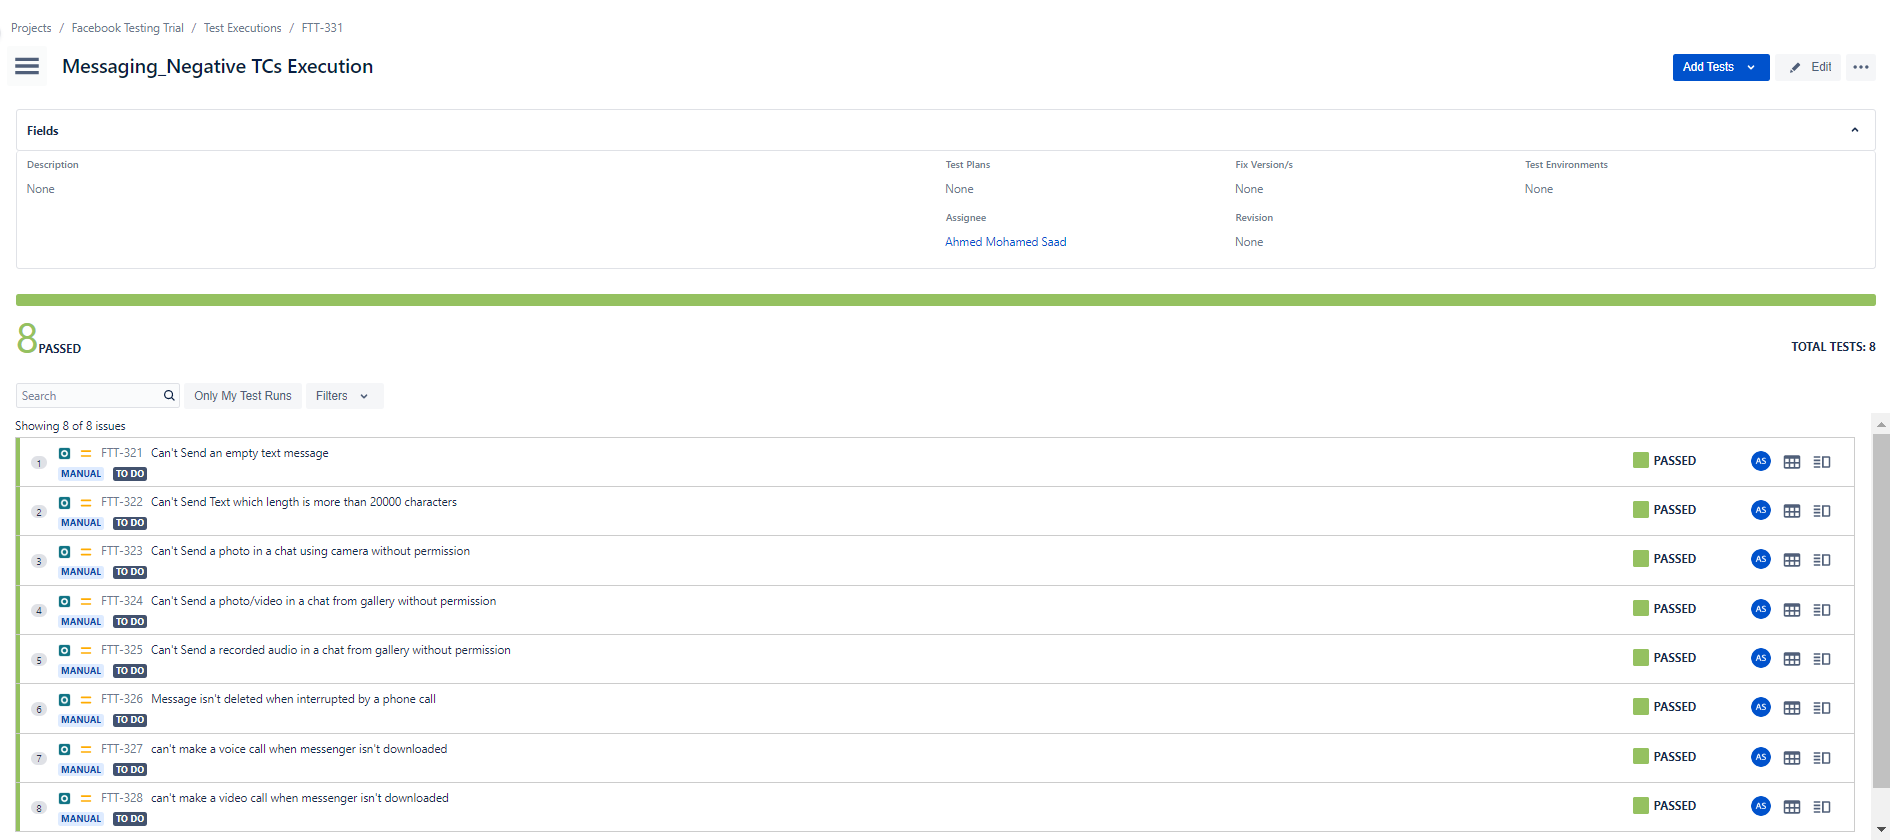 Projects / Facebook Testing Trial / Test Executions / FTT-331
Messaging_Negative TCs Execution
Add Tests
Edit
Fields
Description
None
Test Plans
None
Fix Version/s
None
Test Environments
None
Assignee
Ahmed Mohamed Saad
Revision
None
8 PASSED
TOTAL TESTS: 8
Search
Only My Test Runs
Filters
Showing 8 of 8 issues
1 FTT-321 Can't Send an empty text message PASSED AS
MANUAL TO DO
2 FTT-322 Can't Send Text which length is more than 20000 characters PASSED AS
MANUAL TO DO
3 FTT-323 Can't Send a photo in a chat using camera without permission PASSED AS
MANUAL TO DO
4 FTT-324 Can't Send a photo/video in a chat from gallery without permission PASSED AS
MANUAL TO DO
5 FTT-325 Can't Send a recorded audio in a chat from gallery without permission PASSED AS
MANUAL TO DO
6 FTT-326 Message isn't deleted when interrupted by a phone call PASSED AS
MANUAL TO DO
7 FTT-327 can't make a voice call when messenger isn't downloaded PASSED AS
MANUAL TO DO
8 FTT-328 can't make a video call when messenger isn't downloaded PASSED AS
MANUAL TO DO